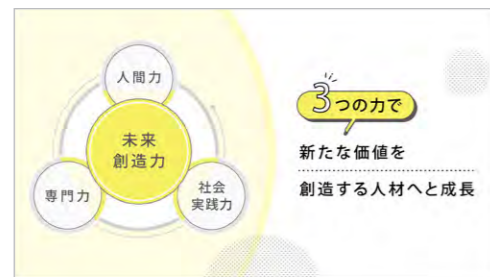 人間力
未来
創造力
専門力
社会
実践力
3つの力で
新たな価値を
創造する人材へと成長